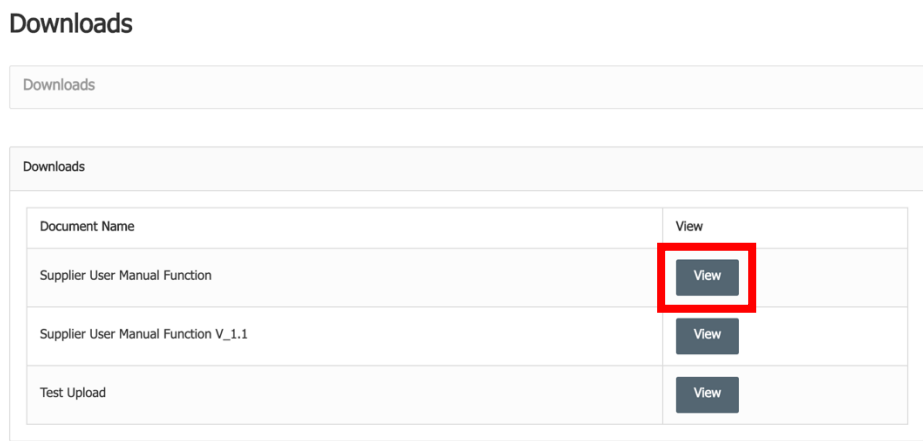 Downloads
Downloads
Downloads
Document Name View
Supplier User Manual Function View
Supplier User Manual Function V_1.1 View
Test Upload View